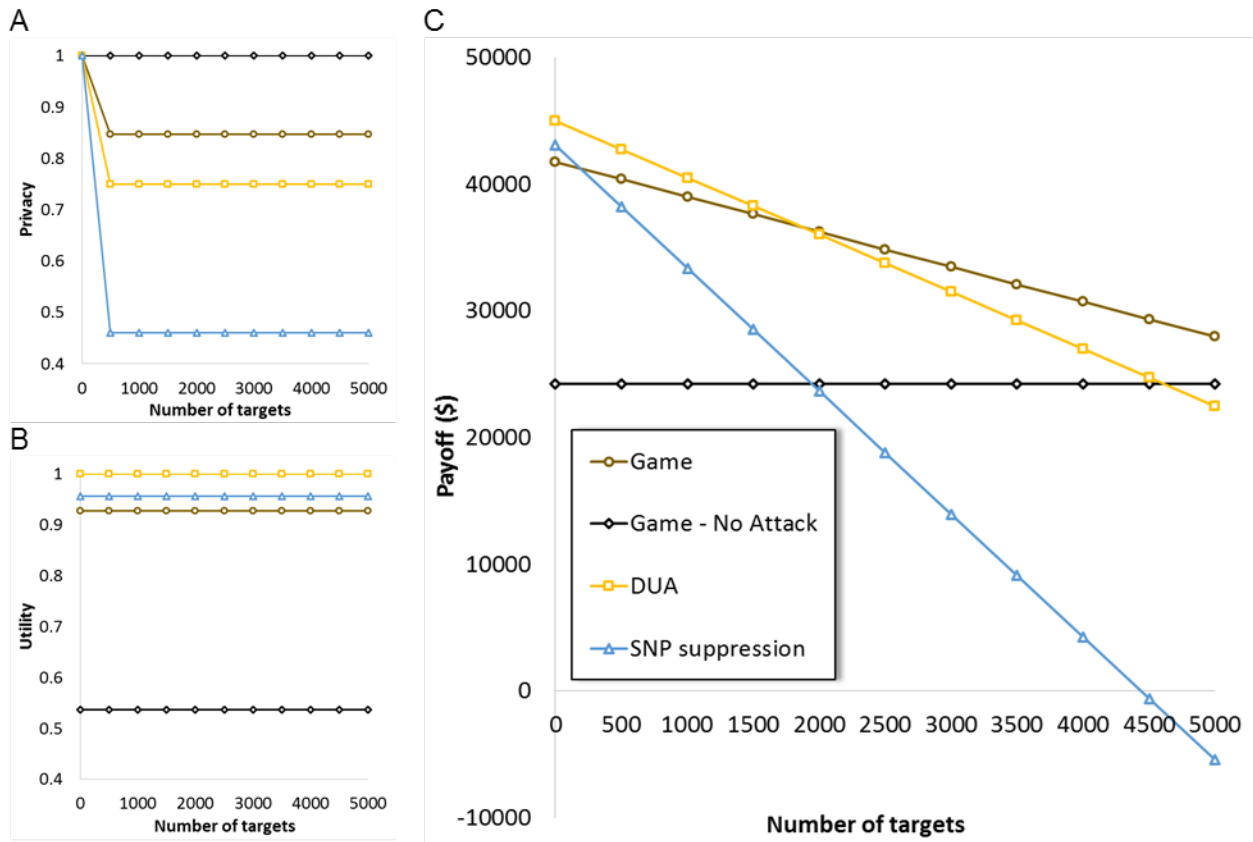 A
1
0.9
0.8
0.7
0.6
0.5
0.4
Privacy
0 1000 2000 3000 4000 5000
Number of targets
B
1
0.9
0.8
0.7
0.6
0.5
0.4
Utility
0 1000 2000 3000 4000 5000
Number of targets
C
50000
40000
30000
20000
10000
0
-10000
Payoff ($)
Game
Game - No Attack
DUA
SNP suppression
0 500 1000 1500 2000 2500 3000 3500 4000 4500 5000
Number of targets